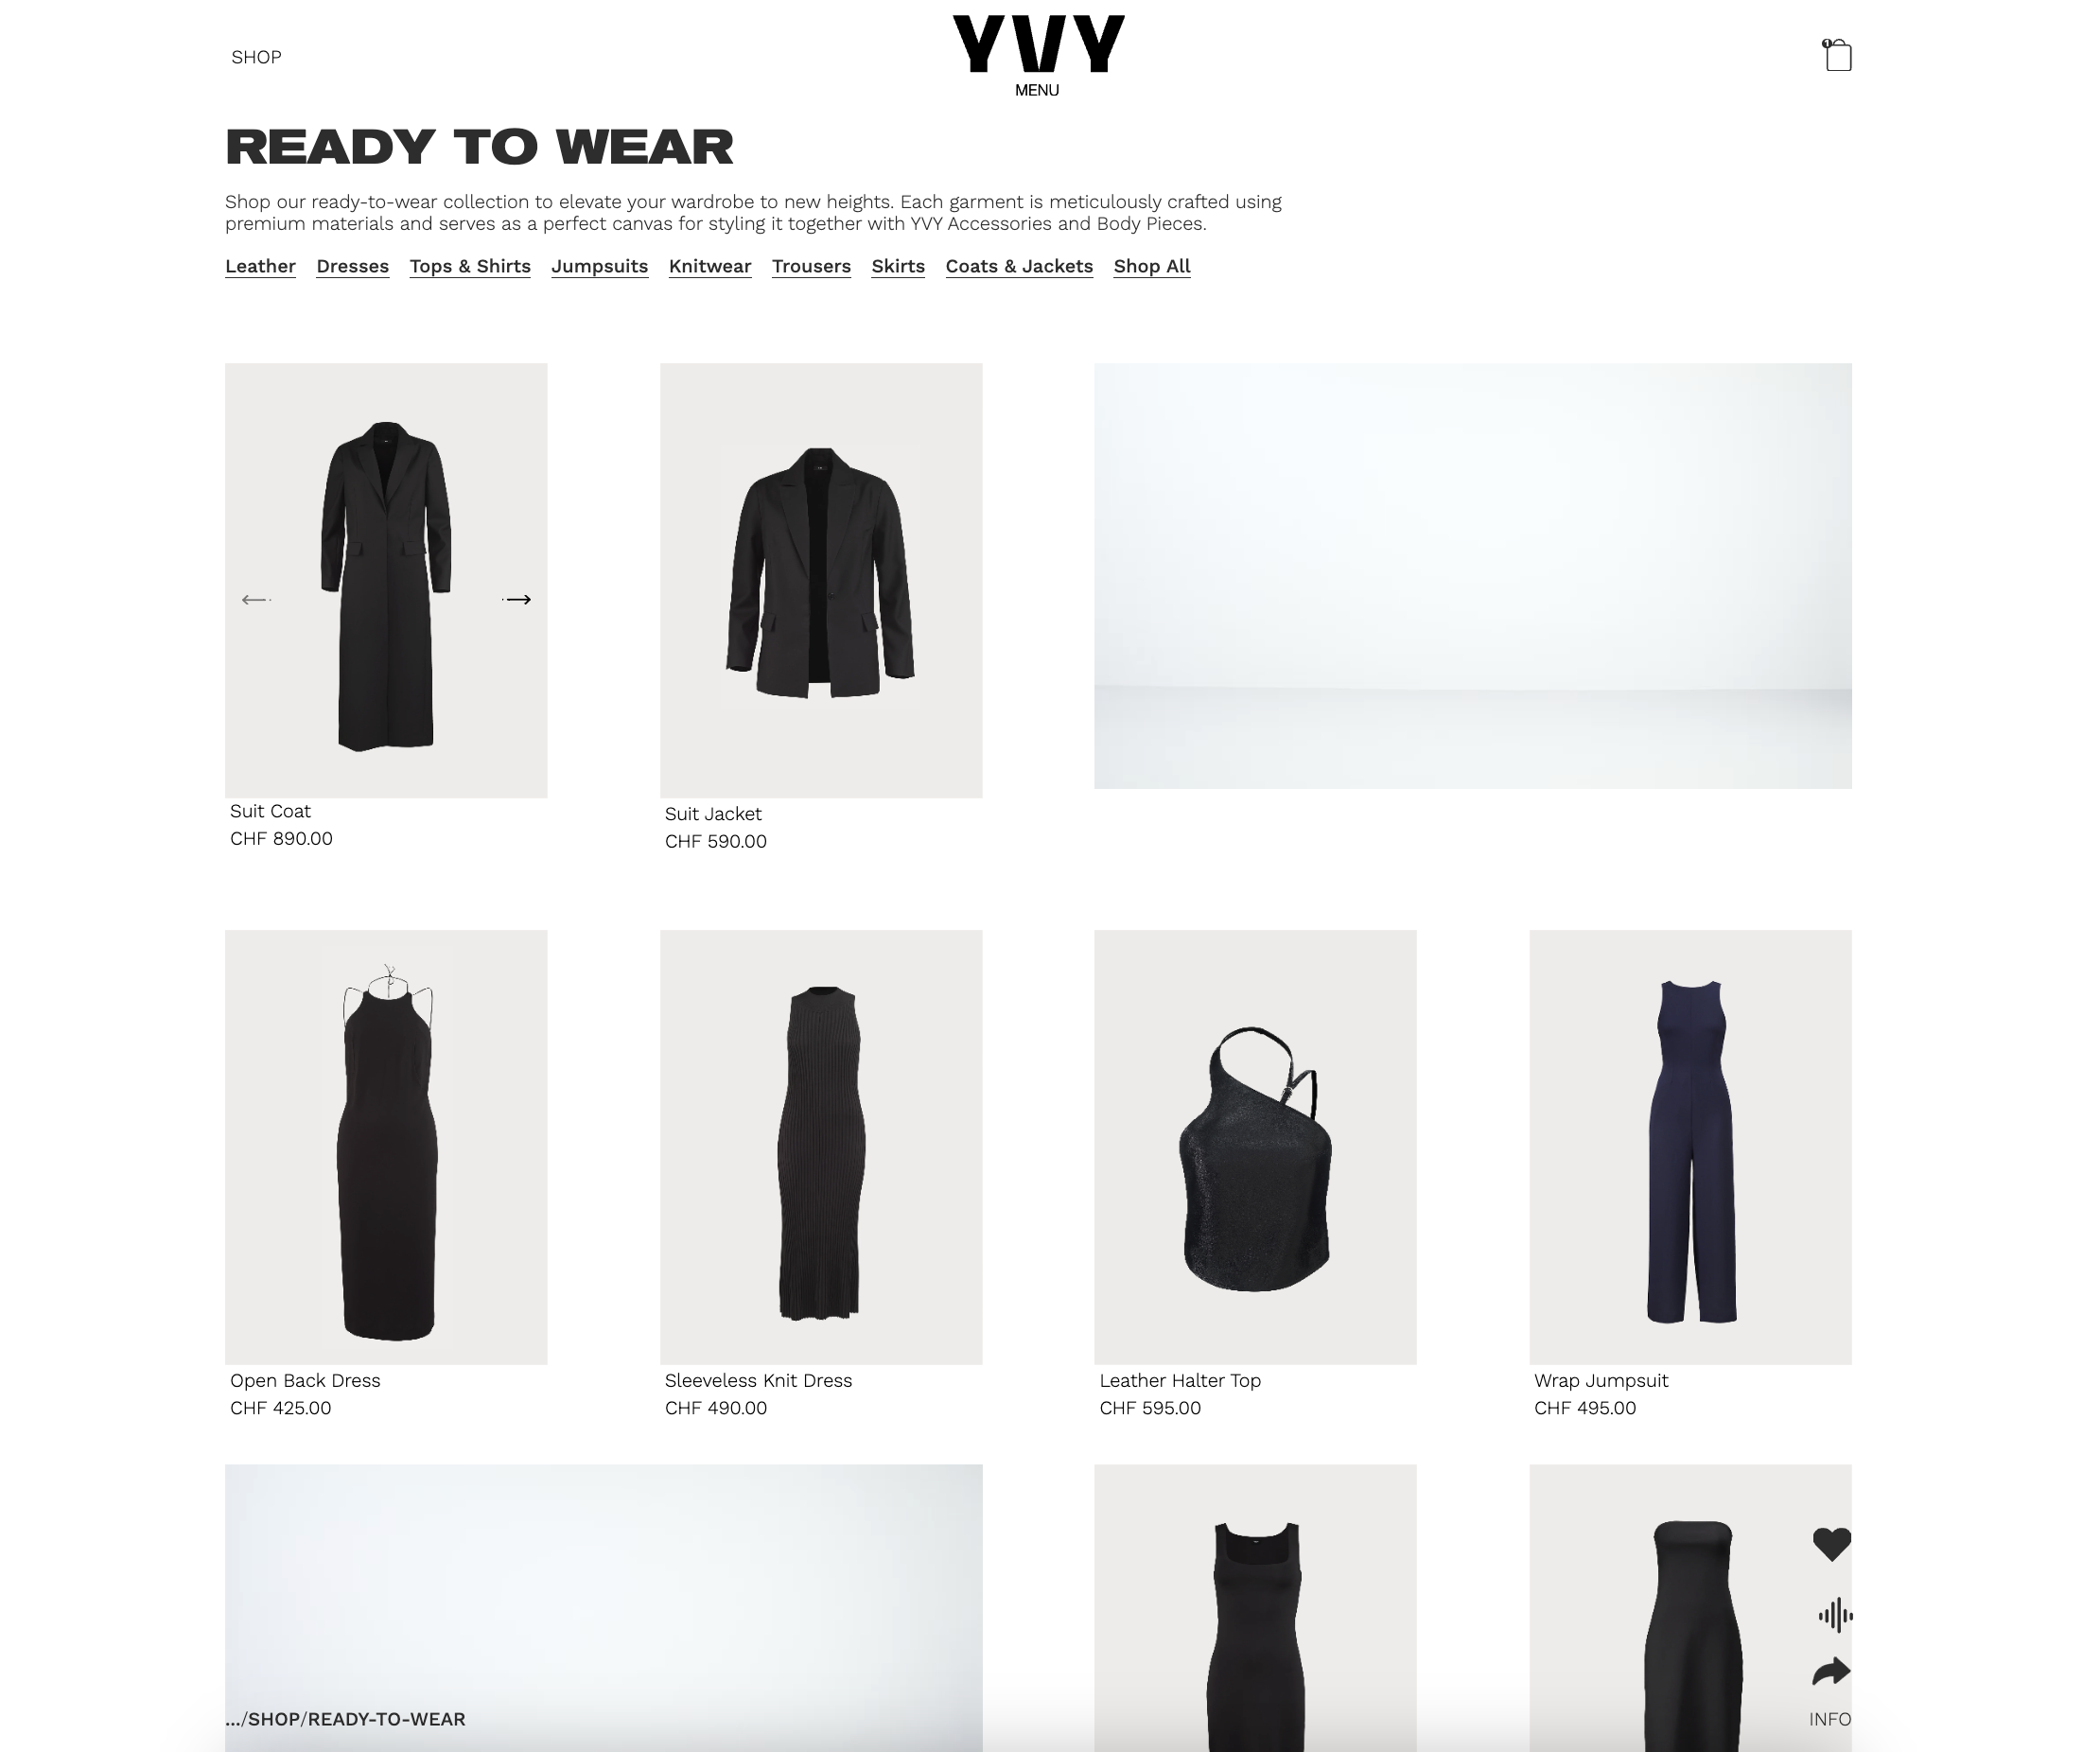 SHOP
YVY
1
MENU
READY TO WEAR
Shop our ready-to-wear collection to elevate your wardrobe to new heights. Each garment is meticulously crafted using
premium materials and serves as a perfect canvas for styling it together with YVY Accessories and Body Pieces.
Leather Dresses Tops & Shirts Jumpsuits Knitwear Trousers Skirts Coats & Jackets Shop All
Suit Coat
CHF 890.00
Suit Jacket
CHF 590.00
Open Back Dress
CHF 425.00
Sleeveless Knit Dress
CHF 490.00
Leather Halter Top
CHF 595.00
Wrap Jumpsuit
CHF 495.00
.../SHOP/READY-TO-WEAR
INFO